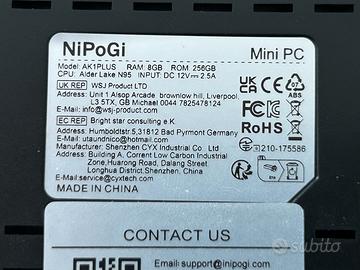 NiPoGi Mini PC
Model: AK1PLUS RAM: 8GB ROM: 256GB
CPU: Alder Lake N95 INPUT: DC 12V⎓2.5A
UK REP WSJ Product LTD
Address: Unit 1 Alsop Arcade, brownlow hill, Liverpool
L3 5TX, GB Michael 0044 7825478124
E-mail: info@wsj-product.com
EC REP Bright star consulting e.K.
Address: Humboldtstr.5,31812 Bad Pyrmont Germany
E-mail: utaundnico@hotmail.com
Manufacturer: Shenzhen CYX Industrial Co.,Ltd
Address: Building A, Corrent Low Carbon Industrial
Zone, Huarong Road, Dalang Street,
Longhua District,Shenzhen, China
E-mail: service@cyxtech.com
MADE IN CHINA
UK CA CE
07
ABS
FC
RoHS
210-175586
CONTACT US
Email: support@nipogi.com
subito